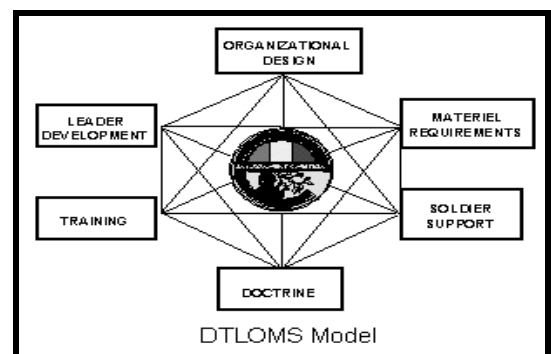 ORGANIZATIONAL
DESIGN
LEADER
DEVELOPMENT
MATERIEL
REQUIREMENTS
TRAINING
SOLDIER
SUPPORT
DOCTRINE
DTLOMS Model